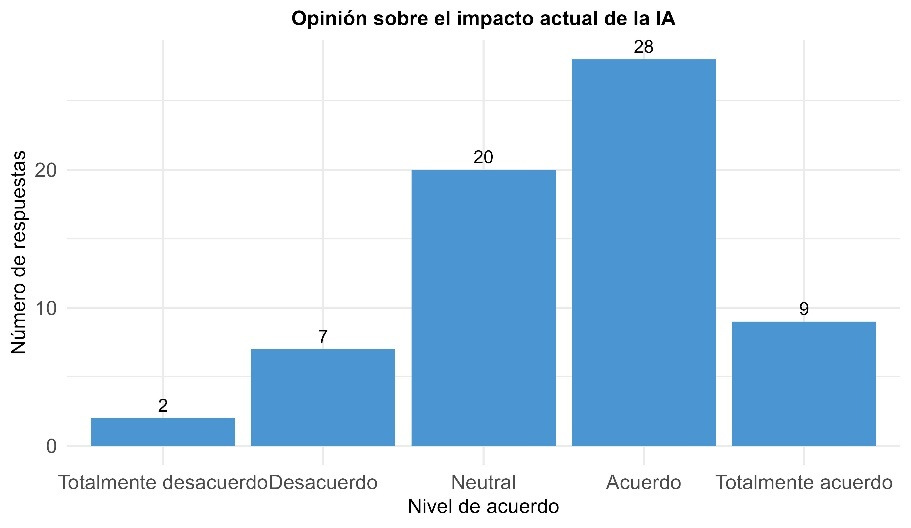 Opinión sobre el impacto actual de la IA
28
20
9
7
2
Número de respuestas
20
10
0
Totalmente desacuerdo Desacuerdo Neutral Acuerdo Totalmente acuerdo
Nivel de acuerdo